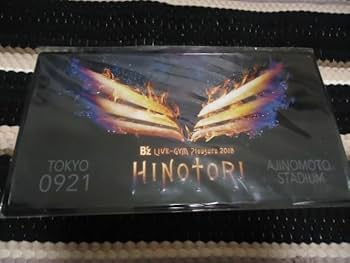 B'z LIVE-GYM Pleasure 2018
HINOTORI
TOKYO
0921
AJINOMOTO
STADIUM